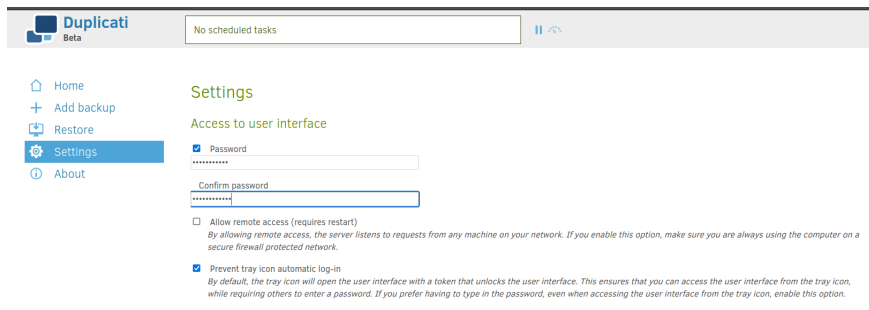 Duplicati
Beta
No scheduled tasks
Home
Add backup
Restore
Settings
About
Settings
Access to user interface
Password
•••••••••••
Confirm password
••••••••••••
Allow remote access (requires restart)
By allowing remote access, the server listens to requests from any machine on your network. If you enable this option, make sure you are always using the computer on a
secure firewall protected network.
Prevent tray icon automatic log-in
By default, the tray icon will open the user interface with a token that unlocks the user interface. This ensures that you can access the user interface from the tray icon,
while requiring others to enter a password. If you prefer having to type in the password, even when accessing the user interface from the tray icon, enable this option.